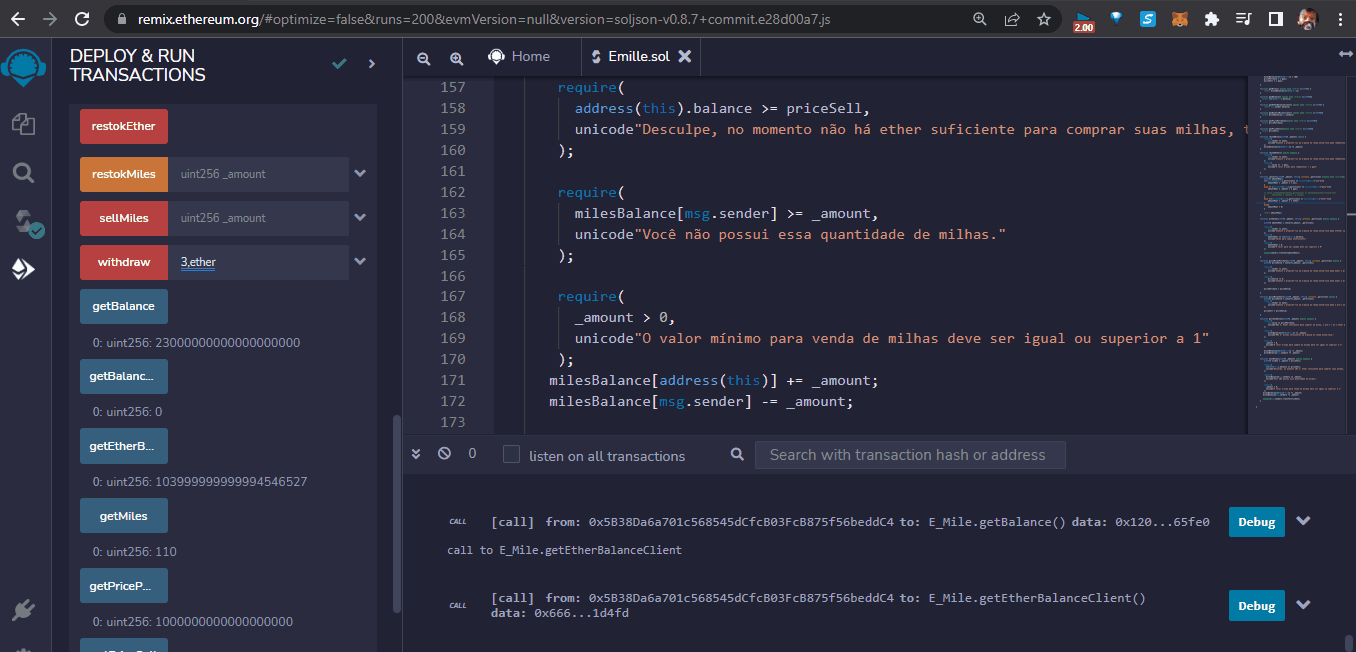 remix.ethereum.org/#optimize=false&runs=200&evmVersion=null&version=soljson-v0.8.7+commit.e28d00a7.js
2.00
DEPLOY & RUN
TRANSACTIONS
restokEther
restokMiles uint256 _amount
sellMiles uint256 _amount
withdraw 3,ether
getBalance
0: uint256: 23000000000000000000
getBalanc...
0: uint256: 0
getEtherB...
0: uint256: 103999999999994546527
getMiles
0: uint256: 110
getPriceP...
0: uint256: 1000000000000000000
Home
Emille.sol
157 require(
158 address(this).balance >= priceSell,
159 unicode"Desculpe, no momento não há ether suficiente para comprar suas milhas,
160 );
161
162 require(
163 milesBalance[msg.sender] >= _amount,
164 unicode"Você não possui essa quantidade de milhas."
165 );
166
167 require(
168 _amount > 0,
169 unicode"O valor mínimo para venda de milhas deve ser igual ou superior a 1"
170 );
171 milesBalance[address(this)] += _amount;
172 milesBalance[msg.sender] -= _amount;
173
0 listen on all transactions Search with transaction hash or address
CALL [call] from: 0x5B38Da6a701c568545dCfcB03FcB875f56beddC4 to: E_Mile.getBalance() data: 0x120...65fe0 Debug
call to E_Mile.getEtherBalanceClient
CALL [call] from: 0x5B38Da6a701c568545dCfcB03FcB875f56beddC4 to: E_Mile.getEtherBalanceClient()
data: 0x666...1d4fd Debug